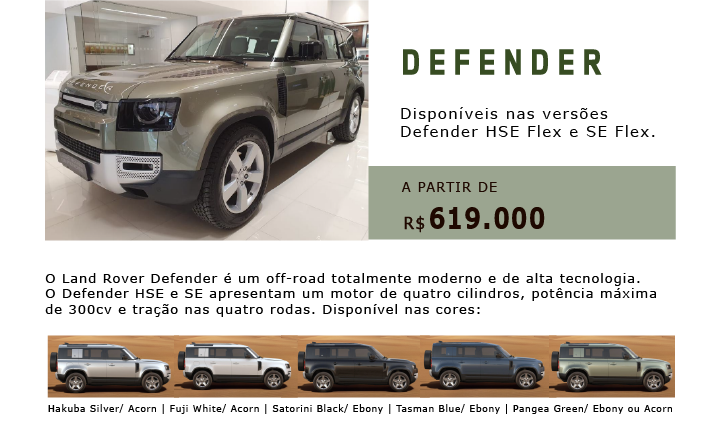 DEFENDER
DEFENDER
Disponíveis nas versões
Defender HSE Flex e SE Flex.
A PARTIR DE
R$ 619.000
O Land Rover Defender é um off-road totalmente moderno e de alta tecnologia.
O Defender HSE e SE apresentam um motor de quatro cilindros, potência máxima
de 300cv e tração nas quatro rodas. Disponível nas cores:
Hakuba Silver/ Acorn | Fuji White/ Acorn | Satorini Black/ Ebony | Tasman Blue/ Ebony | Pangea Green/ Ebony ou Acorn